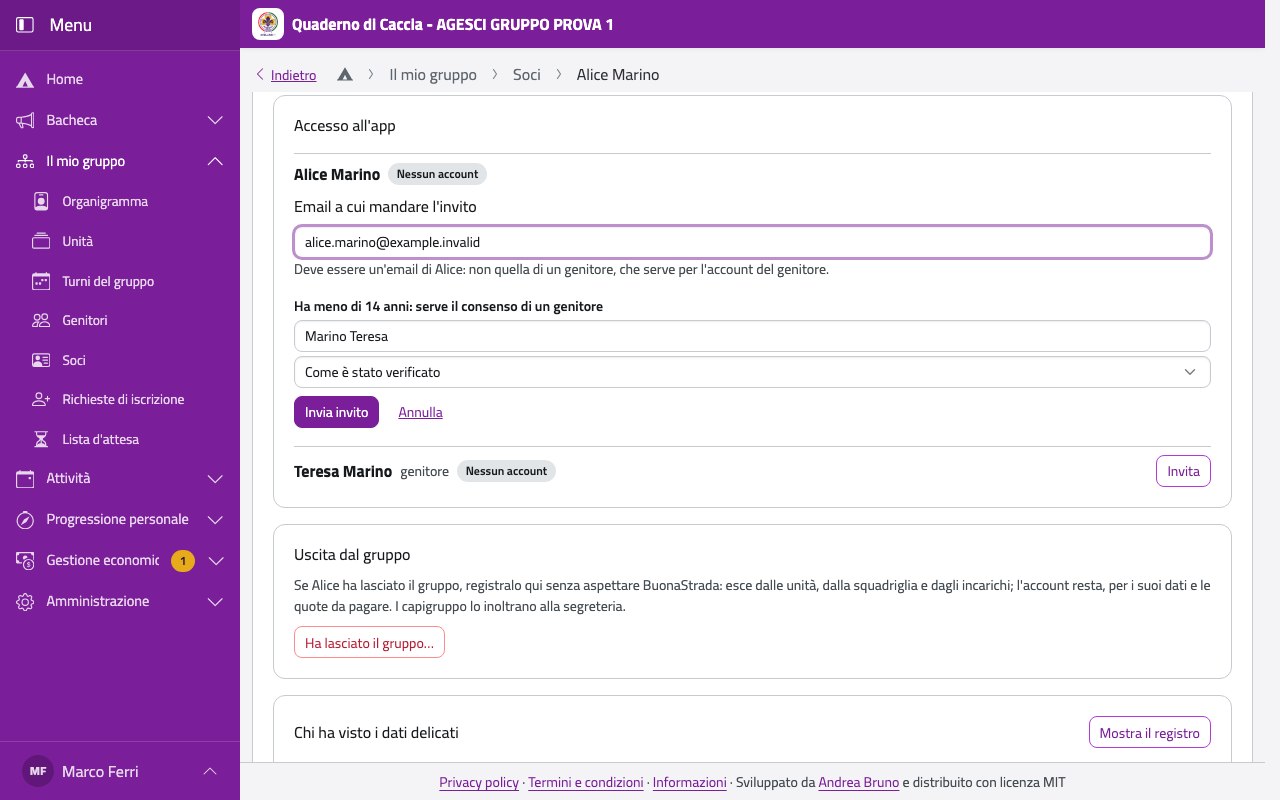 Menu
Quaderno di Caccia - AGESCI GRUPPO PROVA 1
Indietro
Il mio gruppo
Soci
Alice Marino
Home
Bacheca
Il mio gruppo
Organigramma
Unità
Turni del gruppo
Genitori
Soci
Richieste di iscrizione
Lista d'attesa
Attività
Progressione personale
Gestione economic
1
Amministrazione
MF
Marco Ferri
Accesso all'app
Alice Marino Nessun account
Email a cui mandare l'invito
alice.marino@example.invalid
Deve essere un'email di Alice: non quella di un genitore, che serve per l'account del genitore.
Ha meno di 14 anni: serve il consenso di un genitore
Marino Teresa
Come è stato verificato
Invia invito Annulla
Teresa Marino genitore Nessun account Invita
Uscita dal gruppo
Se Alice ha lasciato il gruppo, registralo qui senza aspettare BuonaStrada: esce dalle unità, dalla squadriglia e dagli incarichi; l'account resta, per i suoi dati e le
quote da pagare. I capigruppo lo inoltrano alla segreteria.
Ha lasciato il gruppo…
Chi ha visto i dati delicati Mostra il registro
Privacy policy · Termini e condizioni · Informazioni · Sviluppato da Andrea Bruno e distribuito con licenza MIT